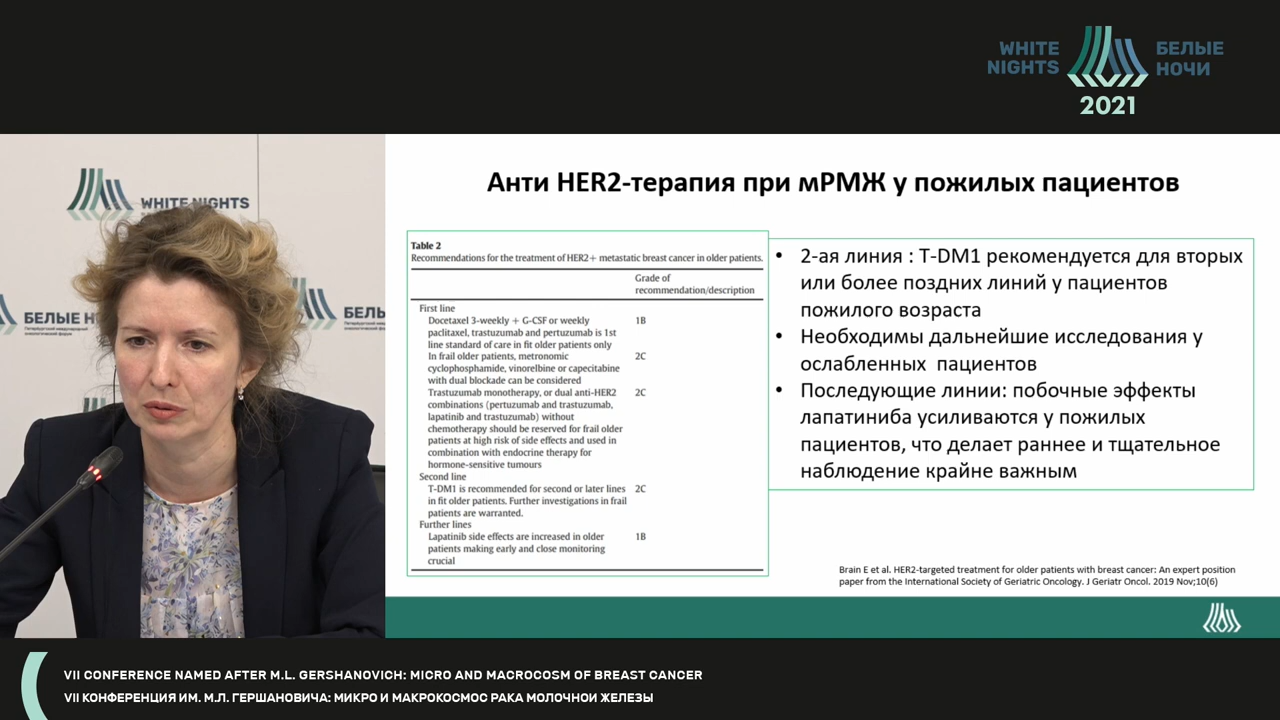 WHITE
NIGHTS
БЕЛЫЕ
НОЧИ
2021
WHITE NIGHTS
БЕЛЫЕ Н
БЕЛЫ
Анти HER2-терапия при мРМЖ у пожилых пациентов
Table 2
Recommendations for the treatment of HER2+ metastatic breast cancer in older patients.
Grade of
recommendation/description
First line
Docetaxel 3-weekly + G-CSF or weekly 1B
paclitaxel, trastuzumab and pertuzumab is 1st
line standard of care in fit older patients only
In frail older patients, metronomic 2C
cyclophosphamide, vinorelbine or capecitabine
with dual blockade can be considered
Trastuzumab monotherapy, or dual anti-HER2 2C
combinations (pertuzumab and trastuzumab,
lapatinib and trastuzumab) without
chemotherapy should be reserved for frail older
patients at high risk of side effects and used in
combination with endocrine therapy for
hormone-sensitive tumours
Second line
T-DM1 is recommended for second or later lines 2C
in fit older patients. Further investigations in frail
patients are warranted.
Further lines
Lapatinib side effects are increased in older 1B
patients making early and close monitoring
crucial
• 2-ая линия : T-DM1 рекомендуется для вторых
или более поздних линий у пациентов
пожилого возраста
• Необходимы дальнейшие исследования у
ослабленных пациентов
• Последующие линии: побочные эффекты
лапатиниба усиливаются у пожилых
пациентов, что делает раннее и тщательное
наблюдение крайне важным
Brain E et al. HER2-targeted treatment for older patients with breast cancer: An expert position
paper from the International Society of Geriatric Oncology. J Geriatr Oncol. 2019 Nov;10(6)
VII CONFERENCE NAMED AFTER M.L. GERSHANOVICH: MICRO AND MACROCOSM OF BREAST CANCER
VII КОНФЕРЕНЦИЯ ИМ. М.Л. ГЕРШАНОВИЧА: МИКРО И МАКРОКОСМОС РАКА МОЛОЧНОЙ ЖЕЛЕЗЫ